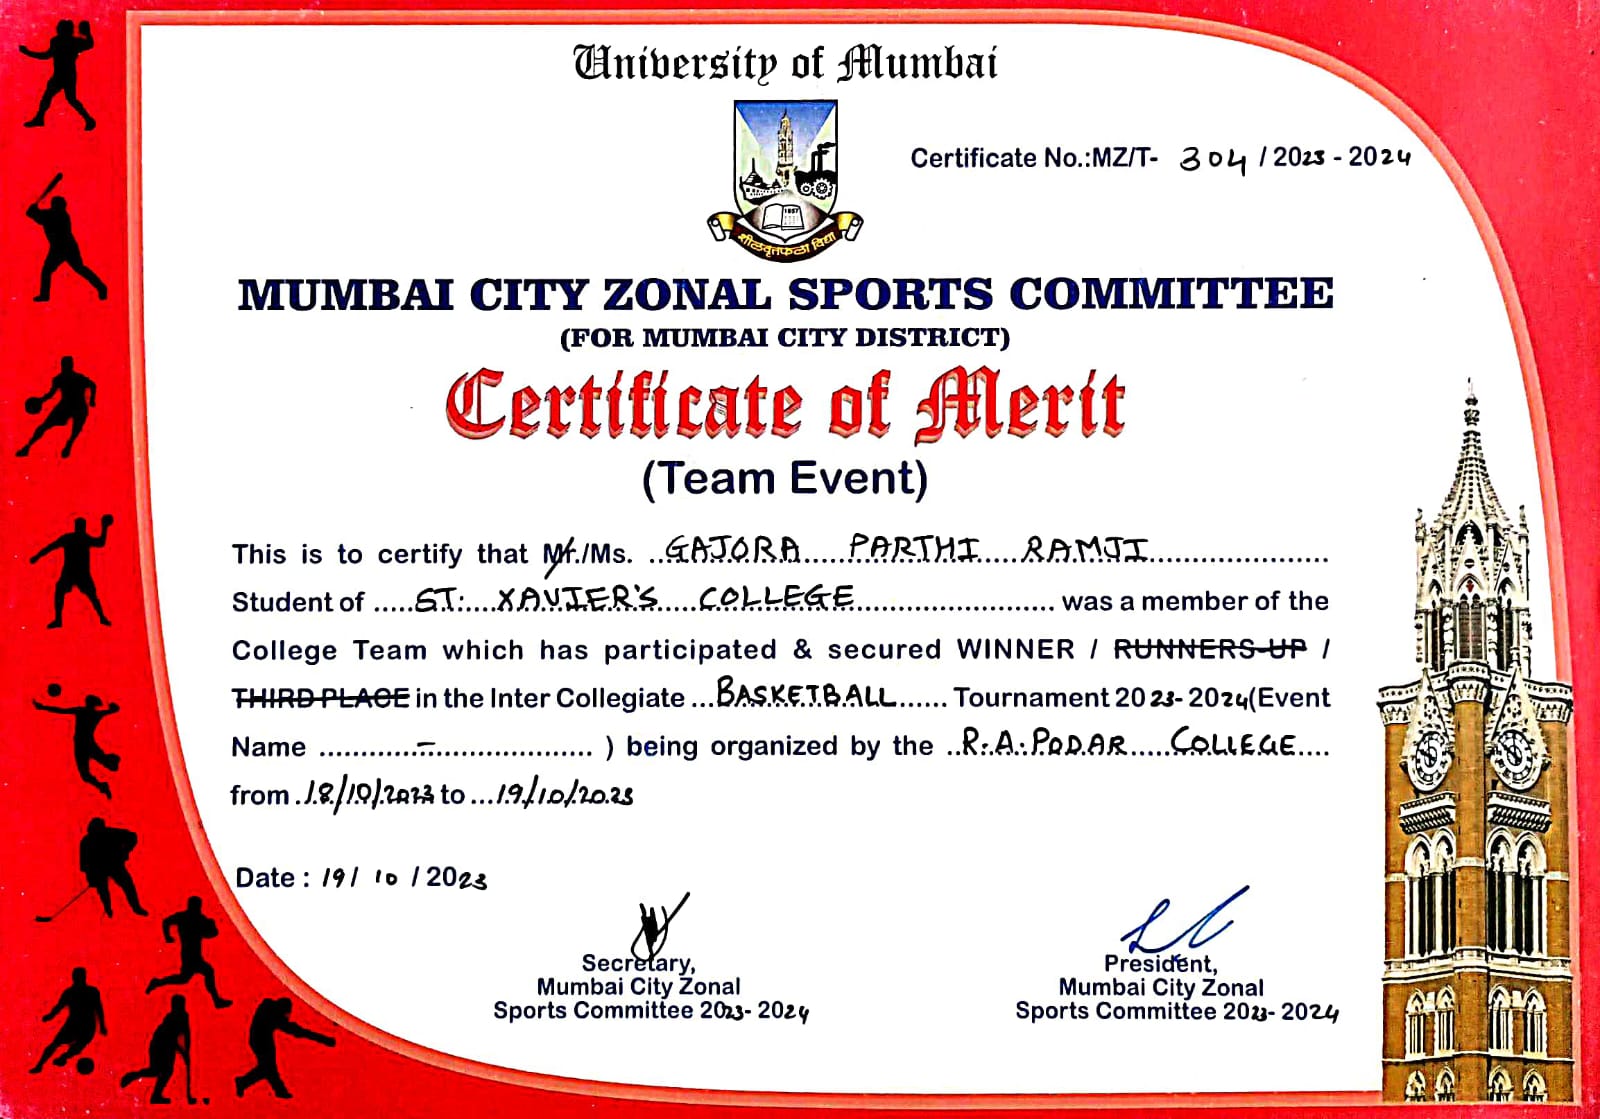 University of Mumbai
Certificate No.:MZ/T- 304 / 2023 - 2024
1857
शीलवृत्तफला विद्या
MUMBAI CITY ZONAL SPORTS COMMITTEE
(FOR MUMBAI CITY DISTRICT)
Certificate of Merit
(Team Event)
This is to certify that Mr./Ms. GAJORA PARTHI RAMJI
Student of ST. XAVIER'S COLLEGE was a member of the
College Team which has participated & secured WINNER / RUNNERS-UP /
THIRD PLACE in the Inter Collegiate BASKETBALL Tournament 2023-2024 (Event
Name - ) being organized by the R.A. PODAR COLLEGE
from 18/10/2023 to 19/10/2023
Date : 19/ 10 / 2023
Secretary,
Mumbai City Zonal
Sports Committee 2023- 2024
President,
Mumbai City Zonal
Sports Committee 2023- 2024